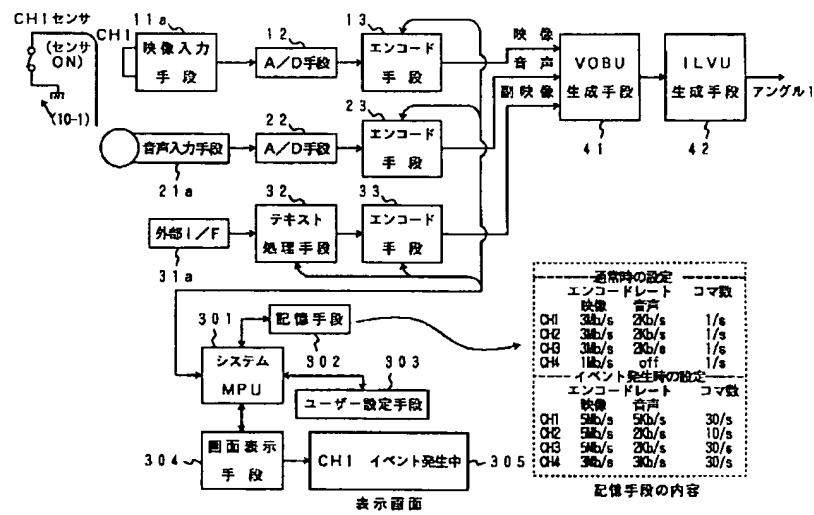 CH1センサ
(センサ
ON)
(10-1)
CH1
11a
映像入力
手段
12
A/D手段
13
エンコード
手段
映像
音声
副映像
VOBU
生成手段
41
ILVU
生成手段
42
アングル1
音声入力手段
21a
22
A/D手段
23
エンコード
手段
外部I/F
31a
32
テキスト
処理手段
33
エンコード
手段
301
システム
MPU
記憶手段
302
303
ユーザー設定手段
304
画面表示
手段
CH1 イベント発生中
305
表示画面
通常時の設定
エンコードレート コマ数
映像 音声
CH1 3Mb/s 2Kb/s 1/s
CH2 3Mb/s 2Kb/s 1/s
CH3 3Mb/s 2Kb/s 1/s
CH4 1Mb/s off 1/s
イベント発生時の設定
エンコードレート コマ数
映像 音声
CH1 5Mb/s 5Kb/s 30/s
CH2 5Mb/s 2Kb/s 10/s
CH3 5Mb/s 2Kb/s 30/s
CH4 3Mb/s 3Kb/s 30/s
記憶手段の内容